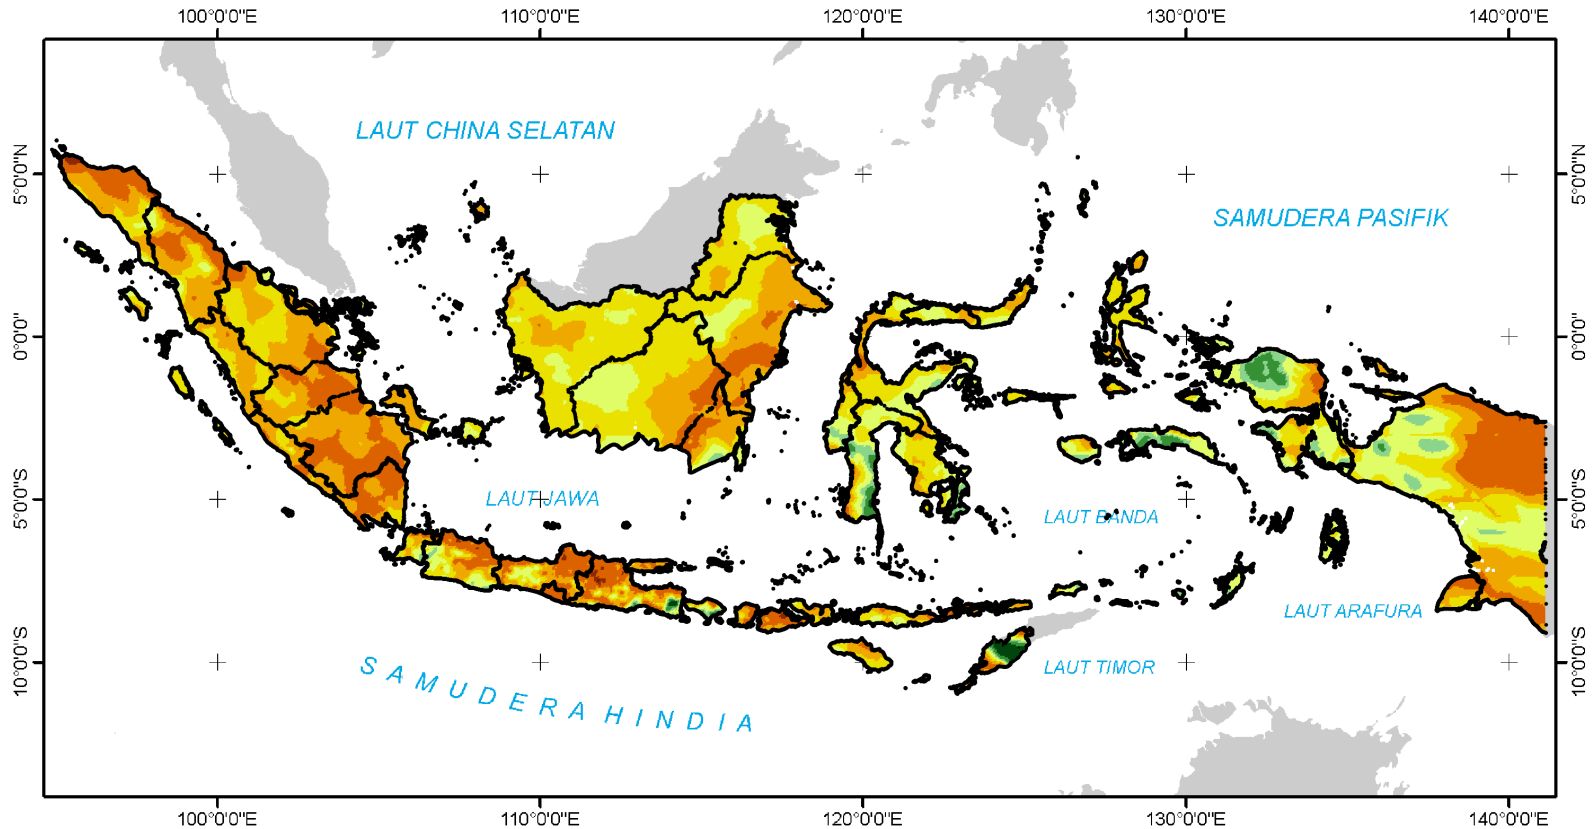 100°0'0"E 110°0'0"E 120°0'0"E 130°0'0"E 140°0'0"E
LAUT CHINA SELATAN
5°0'0"N 5°0'0"N
SAMUDERA PASIFIK
0°0'0" 0°0'0"
LAUT JAWA
5°0'0"S 5°0'0"S
LAUT BANDA
LAUT ARAFURA
10°0'0"S 10°0'0"S
LAUT TIMOR
SAMUDERA HINDIA
100°0'0"E 110°0'0"E 120°0'0"E 130°0'0"E 140°0'0"E